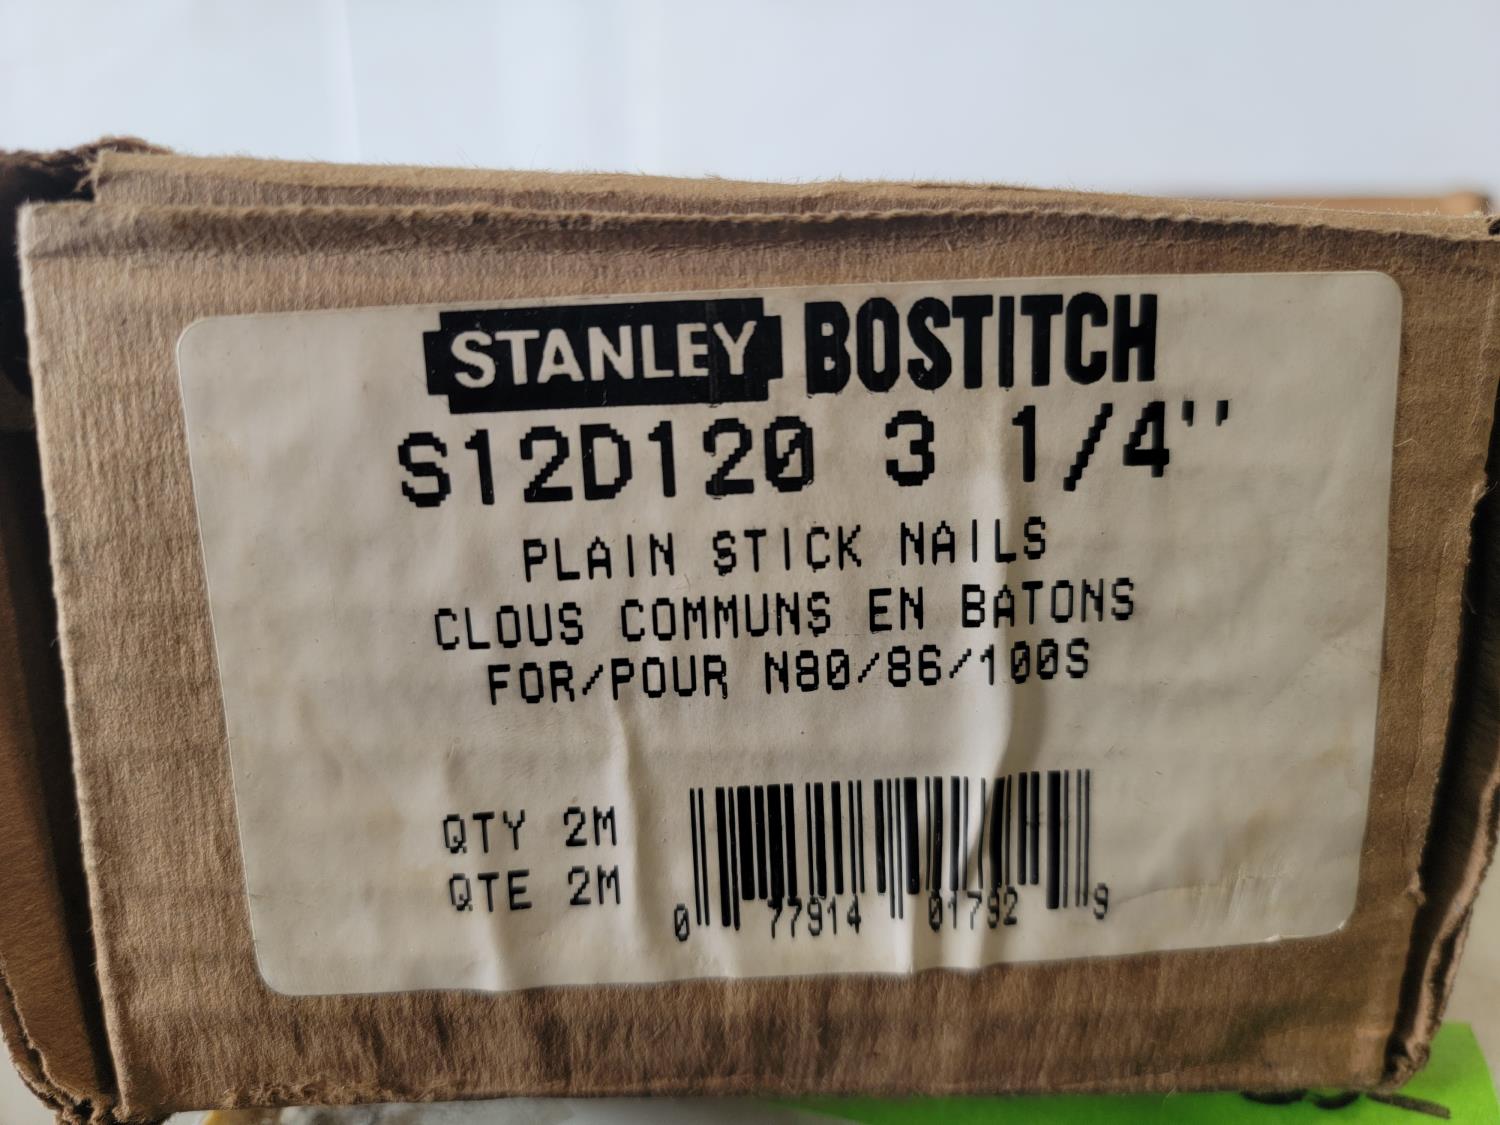 STANLEY BOSTITCH
S12D120 3 1/4"
PLAIN STICK NAILS
CLOUS COMMUNS EN BATONS
FOR/POUR N80/86/100S
QTY 2M
QTE 2M
0 77914 01792 9